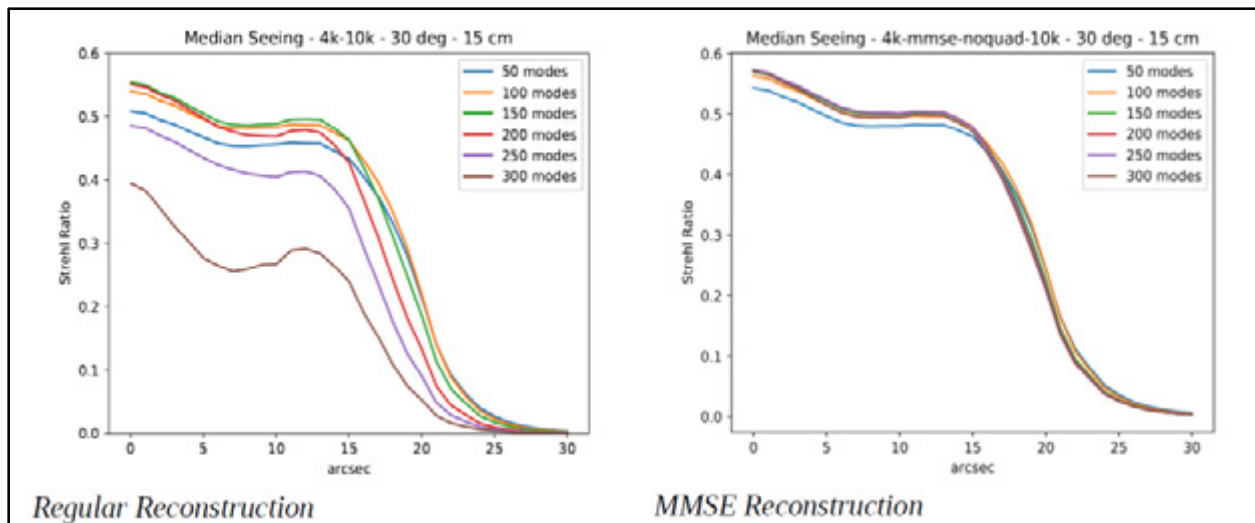 Median Seeing - 4k-10k - 30 deg - 15 cm
0.6
0.5
0.4
0.3
0.2
0.1
0.0
Strehl Ratio
50 modes
100 modes
150 modes
200 modes
250 modes
300 modes
0
5
10
15
20
25
30
arcsec
Regular Reconstruction
Median Seeing - 4k-mmse-noquad-10k - 30 deg - 15 cm
0.6
0.5
0.4
0.3
0.2
0.1
0.0
Strehl Ratio
50 modes
100 modes
150 modes
200 modes
250 modes
300 modes
0
5
10
15
20
25
30
arcsec
MMSE Reconstruction